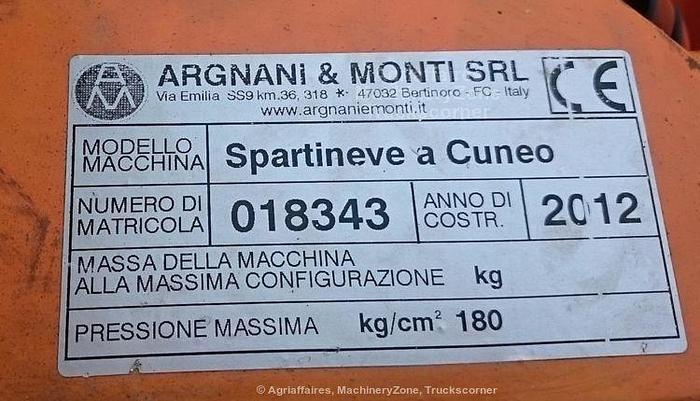 AM
ARGNANI & MONTI SRL
Via Emilia SS9 km.36, 318 * 47032 Bertinoro - FC - Italy
www.argnaniemonti.it
CE
MODELLO
MACCHINA
Spartineve a Cuneo
NUMERO DI
MATRICOLA
018343
ANNO DI
COSTR.
2012
MASSA DELLA MACCHINA
ALLA MASSIMA CONFIGURAZIONE kg
PRESSIONE MASSIMA kg/cm² 180
© Agriaffaires, MachineryZone, Truckscorner